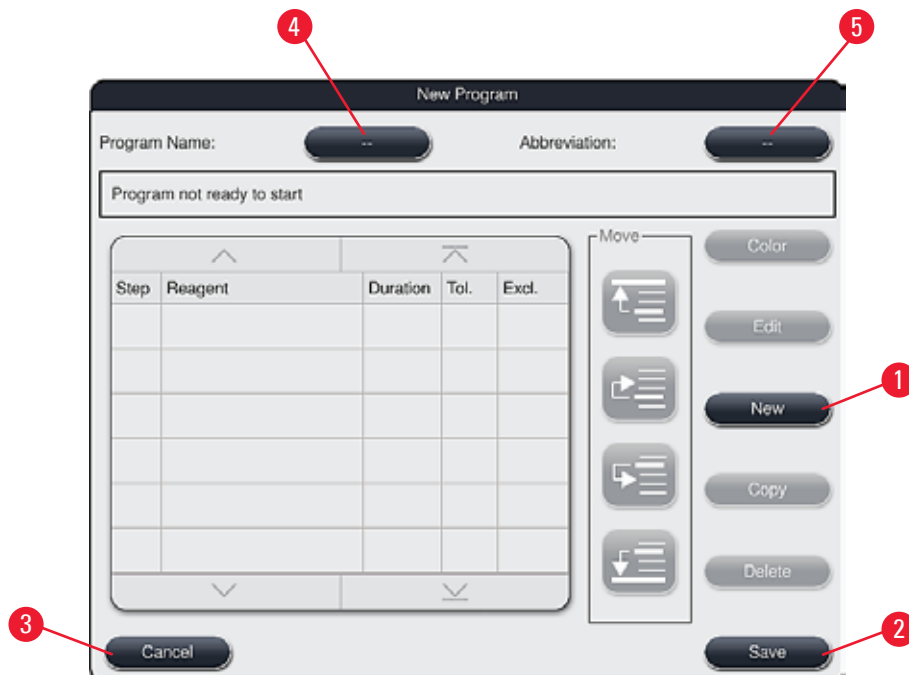 4
5
New Program
Program Name: -- Abbreviation: --
Program not ready to start
Move
Color
Step Reagent Duration Tol. Excl.
Edit
1
New
Copy
Delete
3
Cancel
Save
2